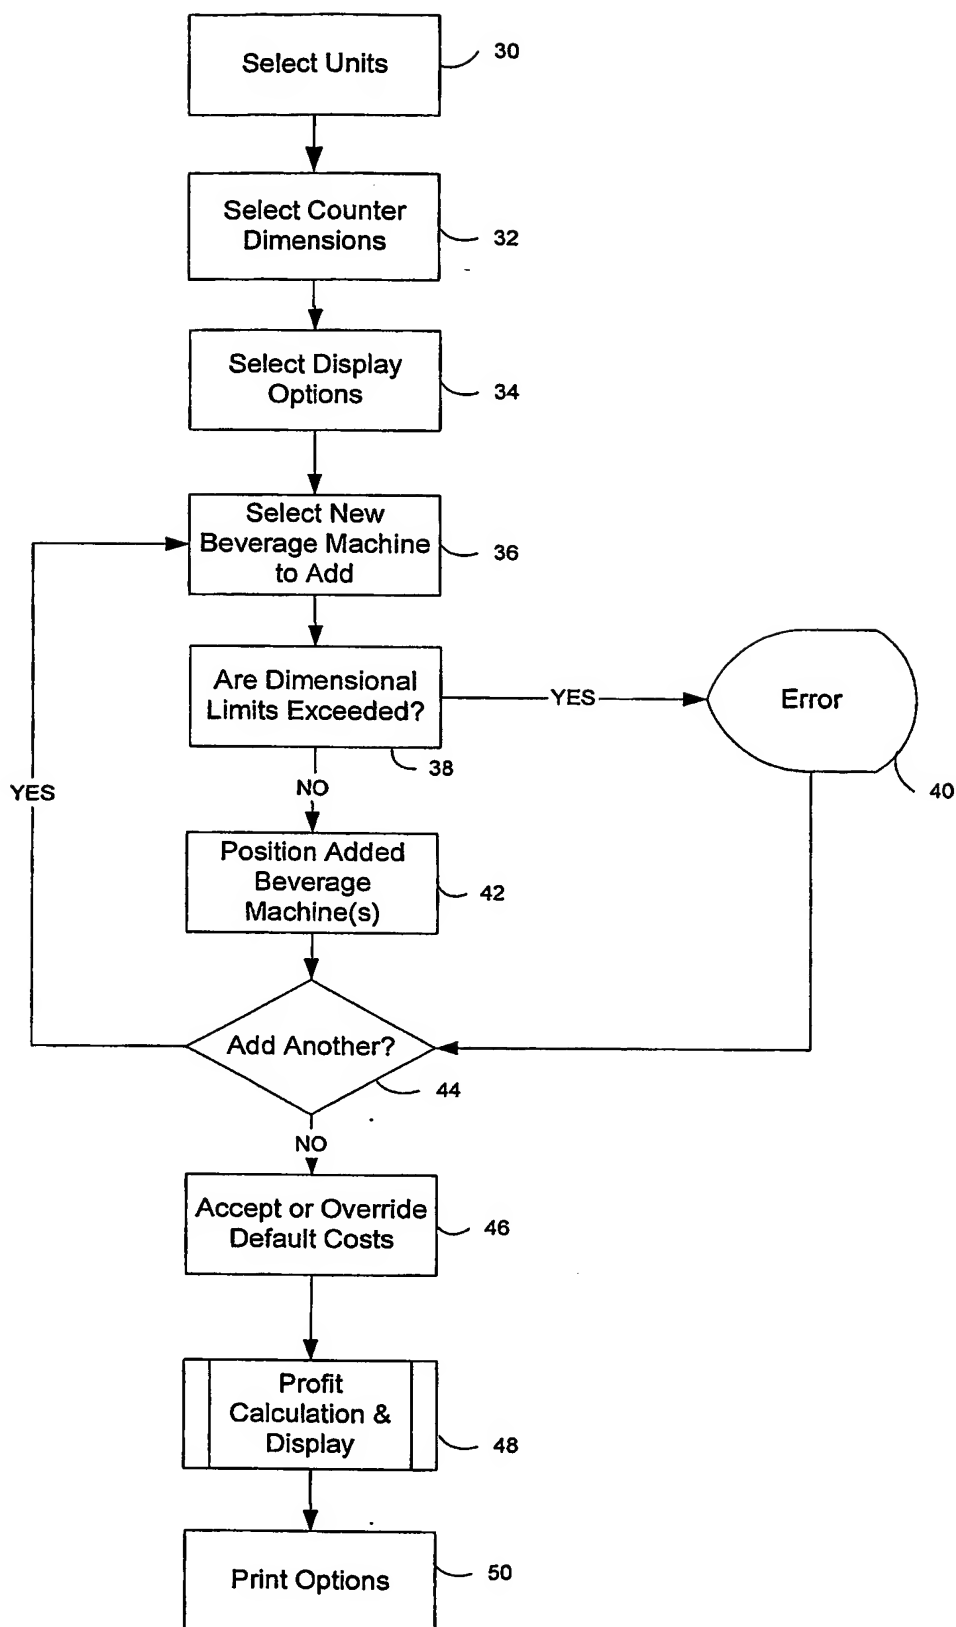 Select Units
30
Select Counter
Dimensions
32
Select Display
Options
34
Select New
Beverage Machine
to Add
36
Are Dimensional
Limits Exceeded?
38
YES
Error
40
NO
YES
Position Added
Beverage
Machine(s)
42
Add Another?
44
NO
Accept or Override
Default Costs
46
Profit
Calculation &
Display
48
Print Options
50